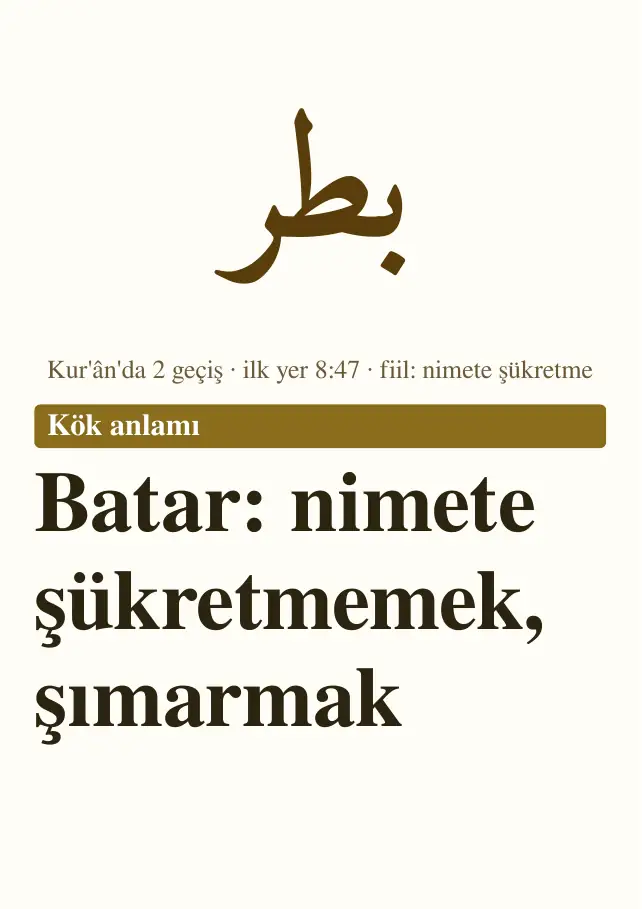 بطر
Kur'ân'da 2 geçiş · ilk yer 8:47 · fiil: nimete şükretme
Kök anlamı
Batar: nimete
şükretmemek,
şımarmak